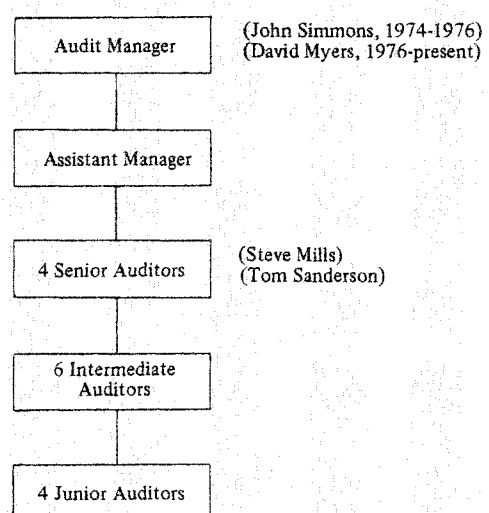 Audit Manager
(John Simmons, 1974-1976)
(David Myers, 1976-present)
Assistant Manager
4 Senior Auditors
(Steve Mills)
(Tom Sanderson)
6 Intermediate
Auditors
4 Junior Auditors